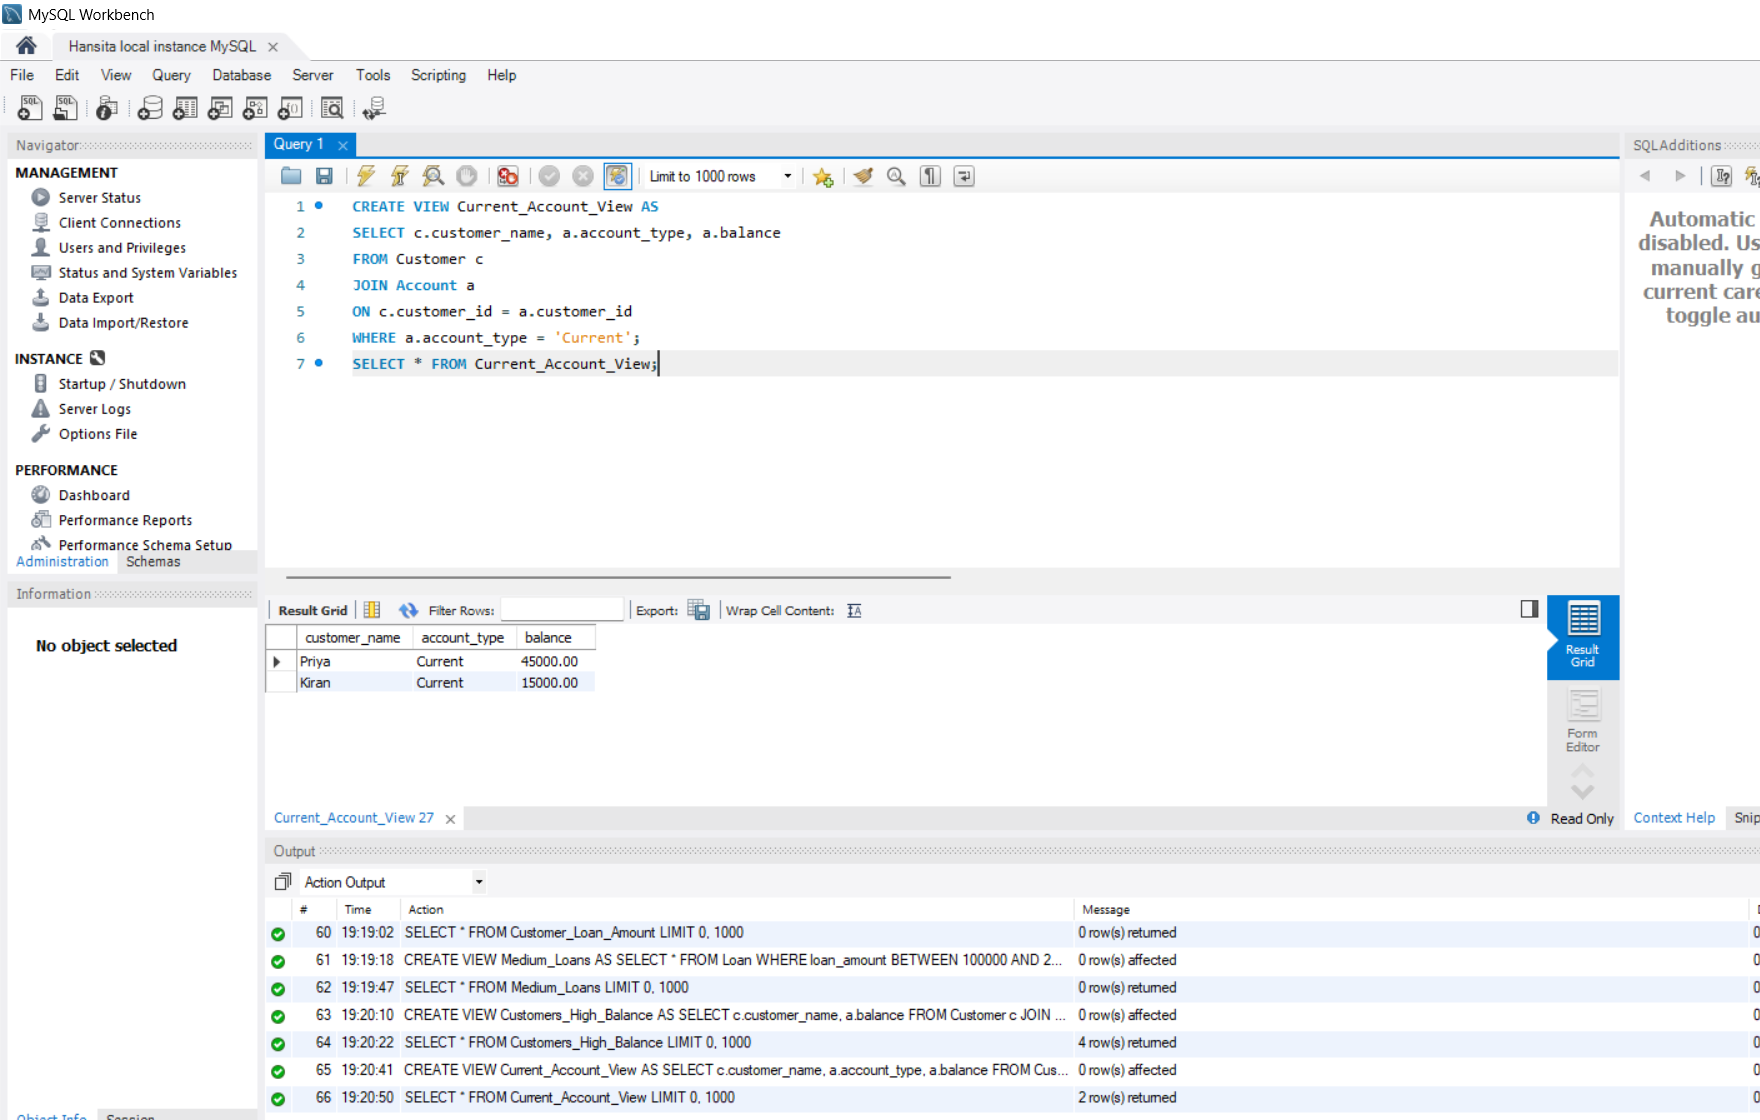 MySQL Workbench
Hansita local instance MySQL
File Edit View Query Database Server Tools Scripting Help
Navigator
MANAGEMENT
Server Status
Client Connections
Users and Privileges
Status and System Variables
Data Export
Data Import/Restore
INSTANCE
Startup / Shutdown
Server Logs
Options File
PERFORMANCE
Dashboard
Performance Reports
Performance Schema Setup
Administration Schemas
Information
No object selected
Object Info Session
Query 1
Limit to 1000 rows
1 CREATE VIEW Current_Account_View AS
2 SELECT c.customer_name, a.account_type, a.balance
3 FROM Customer c
4 JOIN Account a
5 ON c.customer_id = a.customer_id
6 WHERE a.account_type = 'Current';
7 SELECT * FROM Current_Account_View;
Result Grid Filter Rows: Export: Wrap Cell Content:
customer_name account_type balance
Priya Current 45000.00
Kiran Current 15000.00
Result
Grid
Form
Editor
Current_Account_View 27
Read Only
Output
Action Output
# Time Action Message
60 19:19:02 SELECT * FROM Customer_Loan_Amount LIMIT 0, 1000 0 row(s) returned
61 19:19:18 CREATE VIEW Medium_Loans AS SELECT * FROM Loan WHERE loan_amount BETWEEN 100000 AND 2... 0 row(s) affected
62 19:19:47 SELECT * FROM Medium_Loans LIMIT 0, 1000 0 row(s) returned
63 19:20:10 CREATE VIEW Customers_High_Balance AS SELECT c.customer_name, a.balance FROM Customer c JOIN ... 0 row(s) affected
64 19:20:22 SELECT * FROM Customers_High_Balance LIMIT 0, 1000 4 row(s) returned
65 19:20:41 CREATE VIEW Current_Account_View AS SELECT c.customer_name, a.account_type, a.balance FROM Cus... 0 row(s) affected
66 19:20:50 SELECT * FROM Current_Account_View LIMIT 0, 1000 2 row(s) returned
SQLAdditions
Automatic
disabled. Us
manually g
current care
toggle au
Context Help Snip